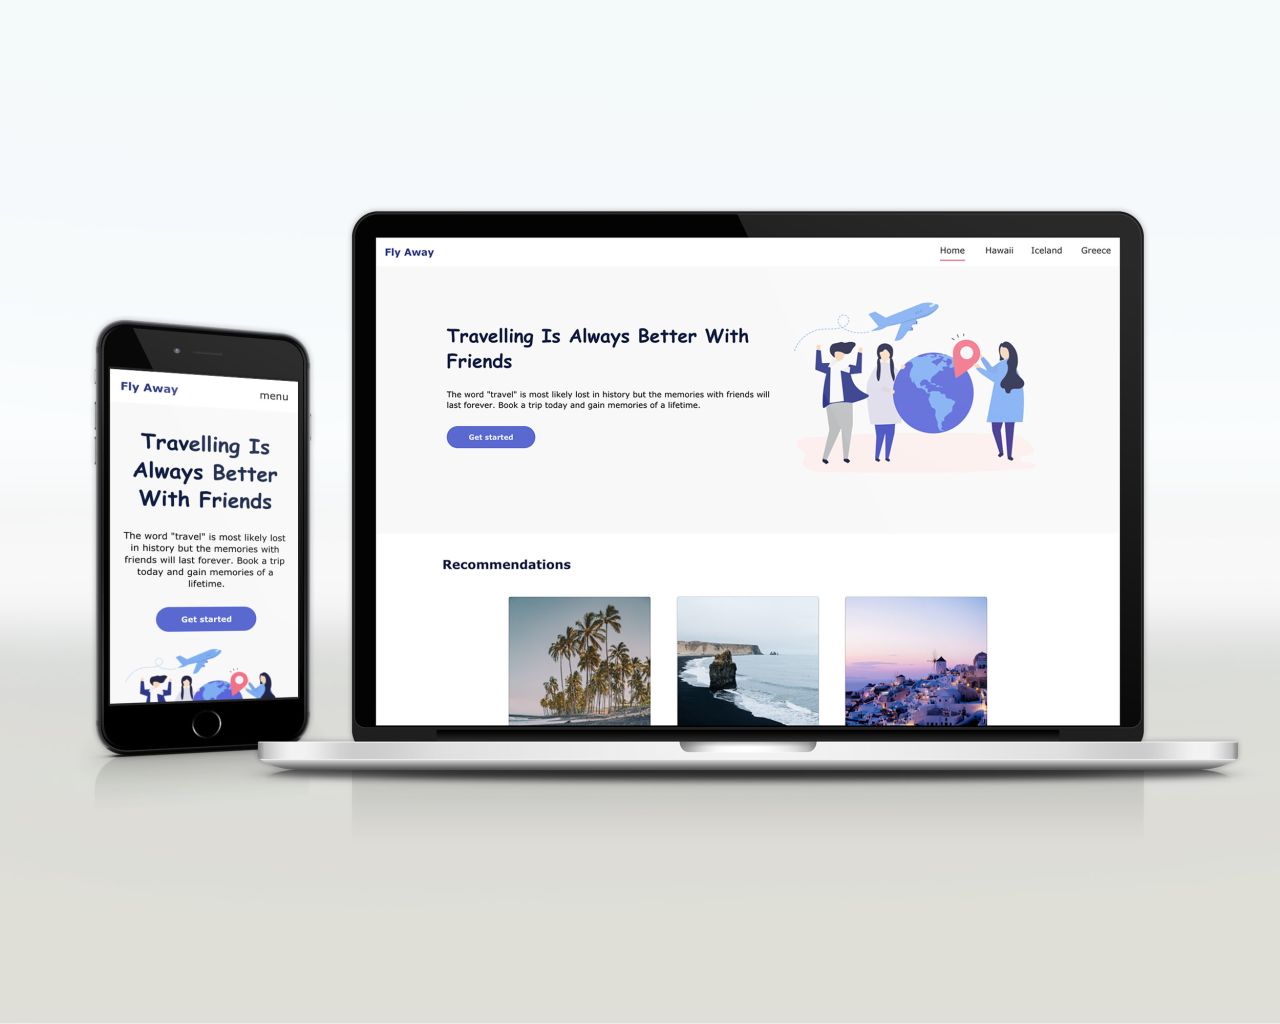 Fly Away
menu
Travelling Is
Always Better
With Friends
The word "travel" is most likely lost
in history but the memories with
friends will last forever. Book a trip
today and gain memories of a
lifetime.
Get started
Fly Away
Home Hawaii Iceland Greece
Travelling Is Always Better With
Friends
The word "travel" is most likely lost in history but the memories with friends will
last forever. Book a trip today and gain memories of a lifetime.
Get started
Recommendations